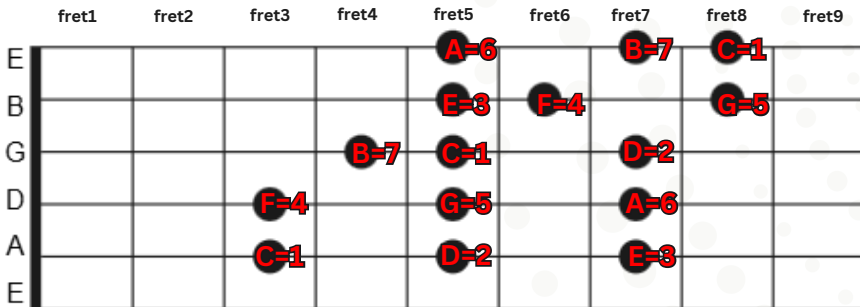 fret1 fret2 fret3 fret4 fret5 fret6 fret7 fret8 fret9
E A=6 B=7 C=1
B E=3 F=4 G=5
G B=7 C=1 D=2
D F=4 G=5 A=6
A C=1 D=2 E=3
E